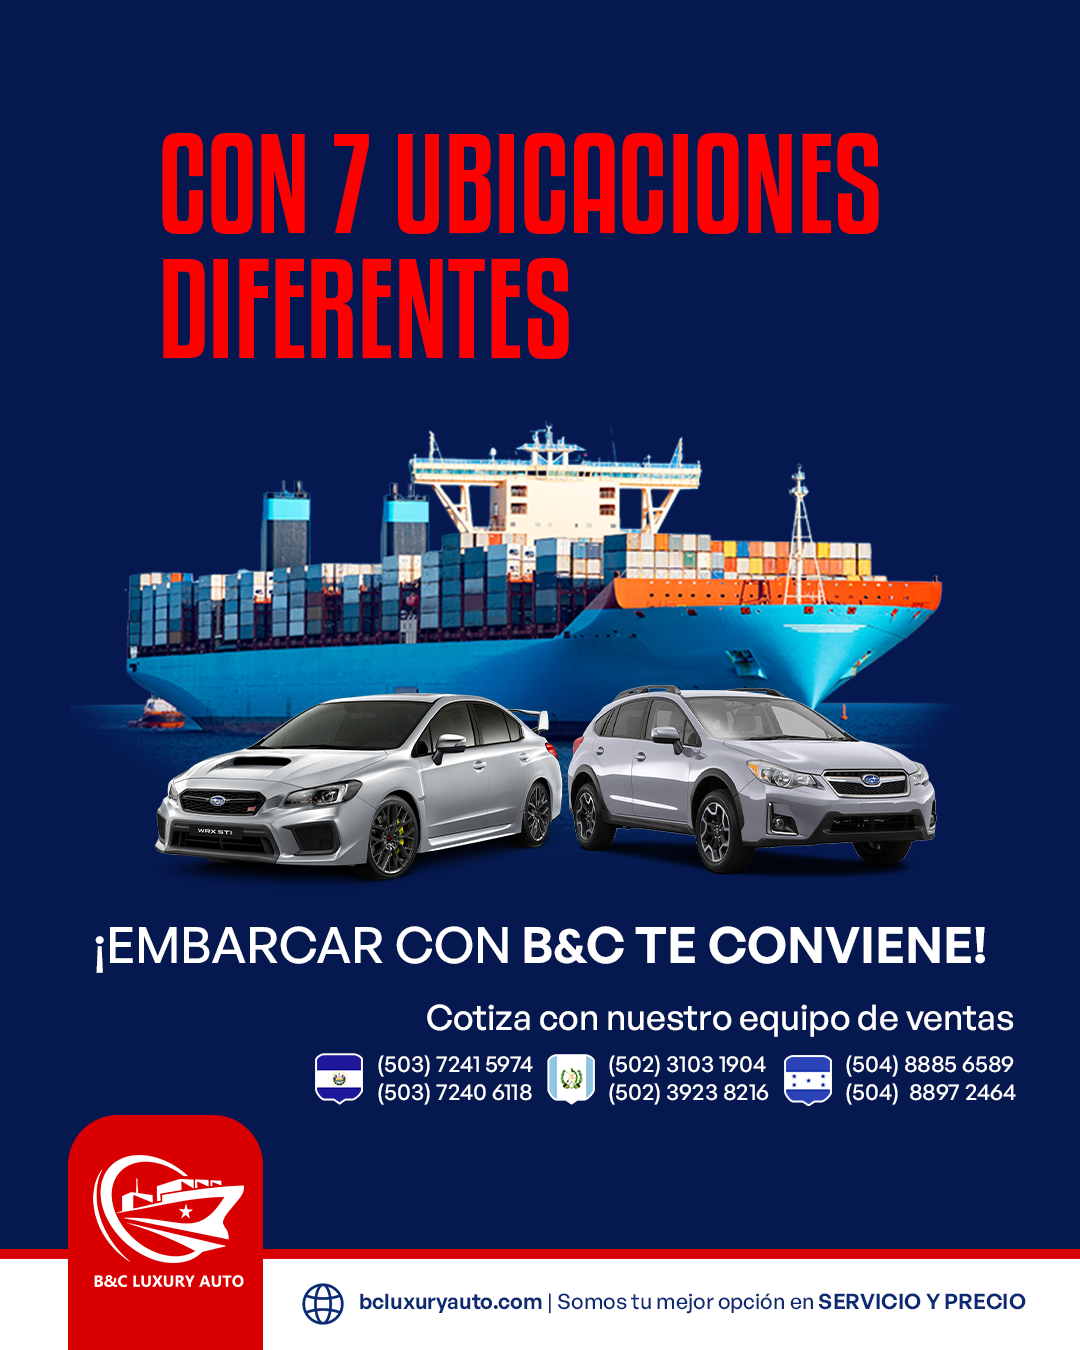 CON 7 UBICACIONES
DIFERENTES
WRX STI
¡EMBARCAR CON B&C TE CONVIENE!
Cotiza con nuestro equipo de ventas
(503) 7241 5974
(503) 7240 6118
(502) 3103 1904
(502) 3923 8216
(504) 8885 6589
(504) 8897 2464
B&C LUXURY AUTO
bcluxuryauto.com | Somos tu mejor opción en SERVICIO Y PRECIO